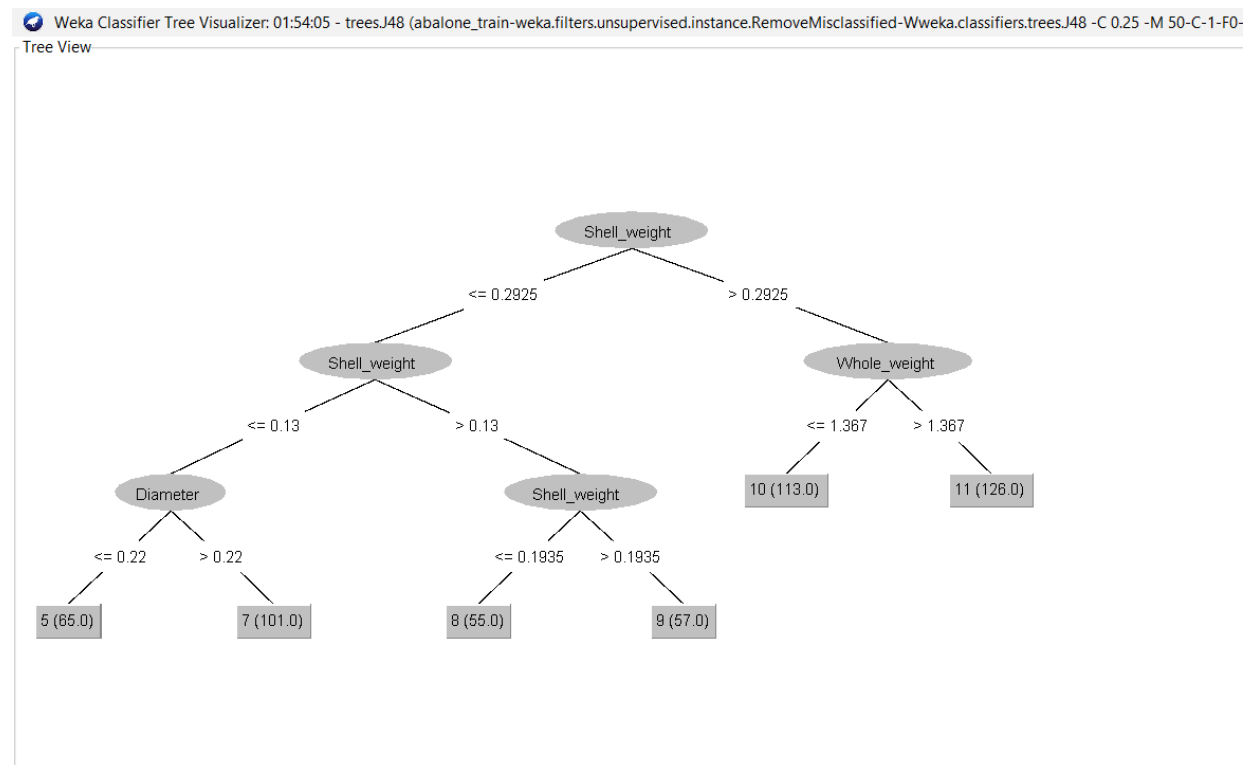 Weka Classifier Tree Visualizer: 01:54:05 - trees.J48 (abalone_train-weka.filters.unsupervised.instance.RemoveMisclassified-Wweka.classifiers.trees.J48 -C 0.25 -M 50-C-1-F0-
Tree View
Shell_weight
<= 0.2925 > 0.2925
Shell_weight Whole_weight
<= 0.13 > 0.13 <= 1.367 > 1.367
Diameter Shell_weight 10 (113.0) 11 (126.0)
<= 0.22 > 0.22 <= 0.1935 > 0.1935
5 (65.0) 7 (101.0) 8 (55.0) 9 (57.0)